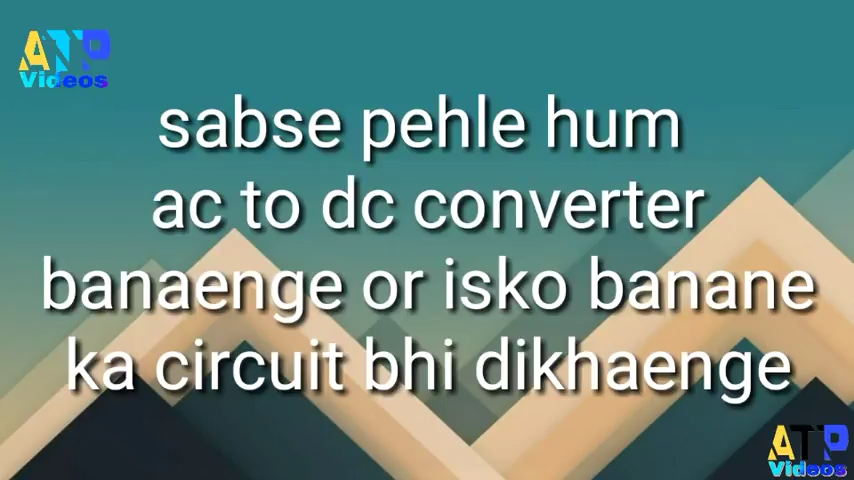 ATP
Videos
sabse pehle hum
ac to dc converter
banaenge or isko banane
ka circuit bhi dikhaenge
ATP
Videos